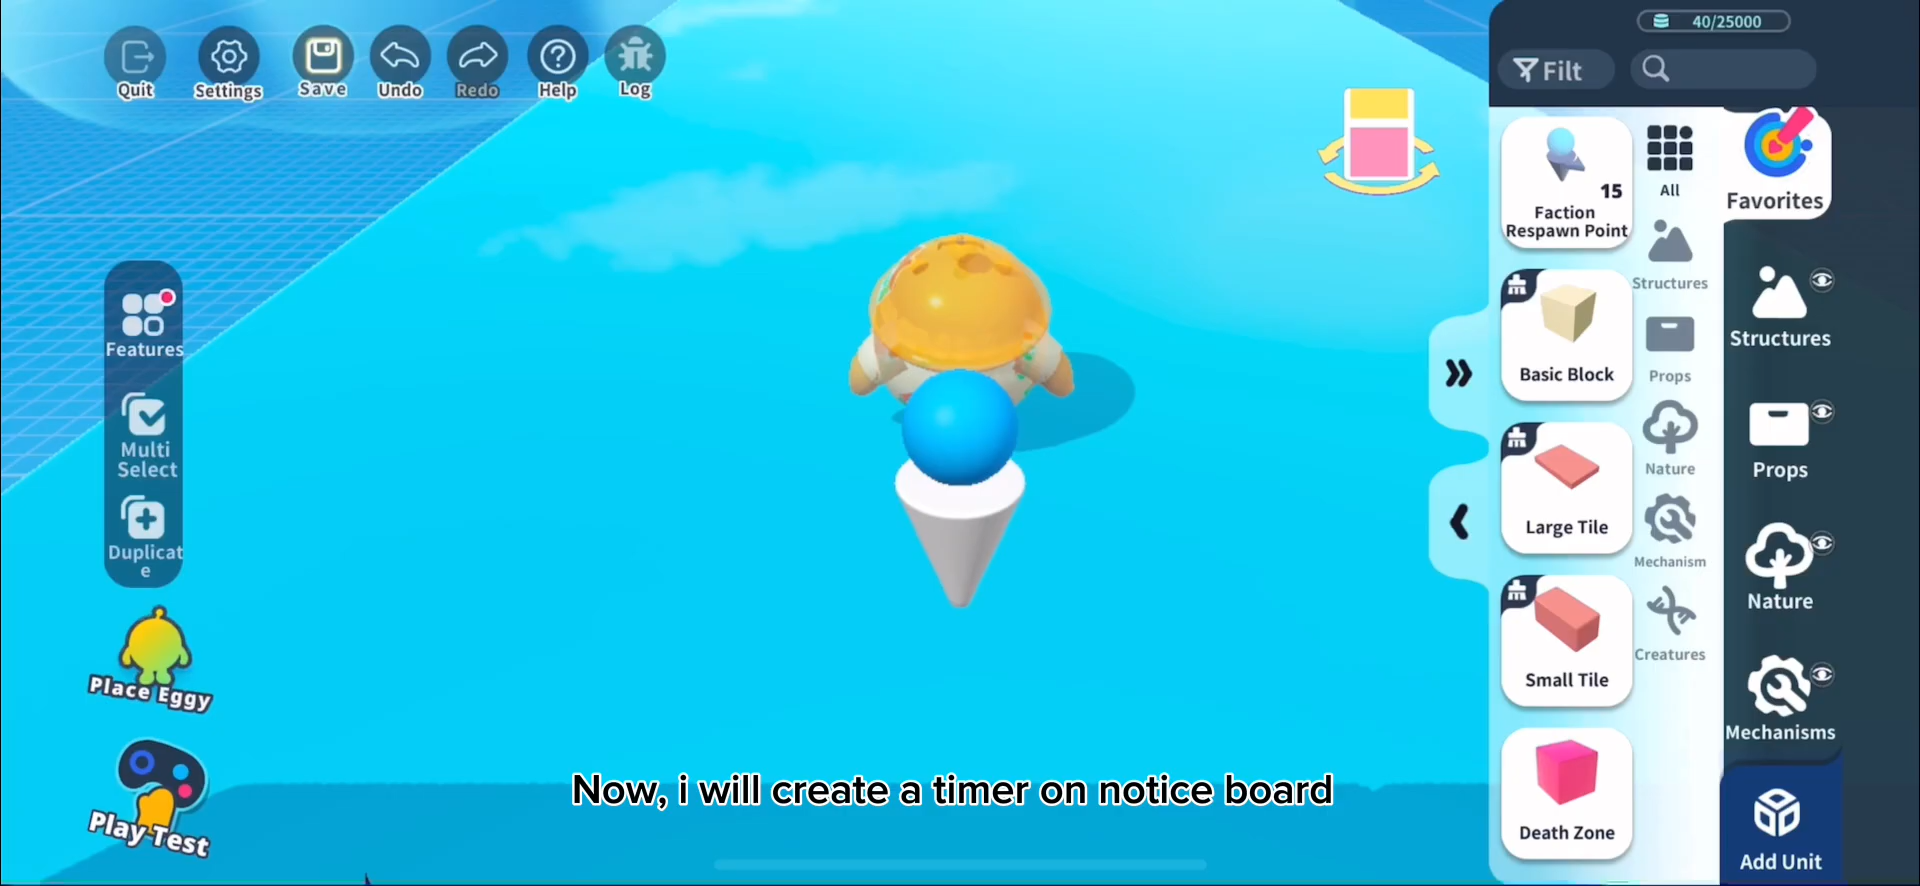 Quit
Settings
Save
Undo
Redo
Help
Log
40/25000
Filt
Features
Multi
Select
Duplicat
e
Place Eggy
Play Test
15
Faction
Respawn Point
Basic Block
Large Tile
Small Tile
Death Zone
All
Structures
Props
Nature
Mechanism
Creatures
Favorites
Structures
Props
Nature
Mechanisms
Add Unit
Now, i will create a timer on notice board